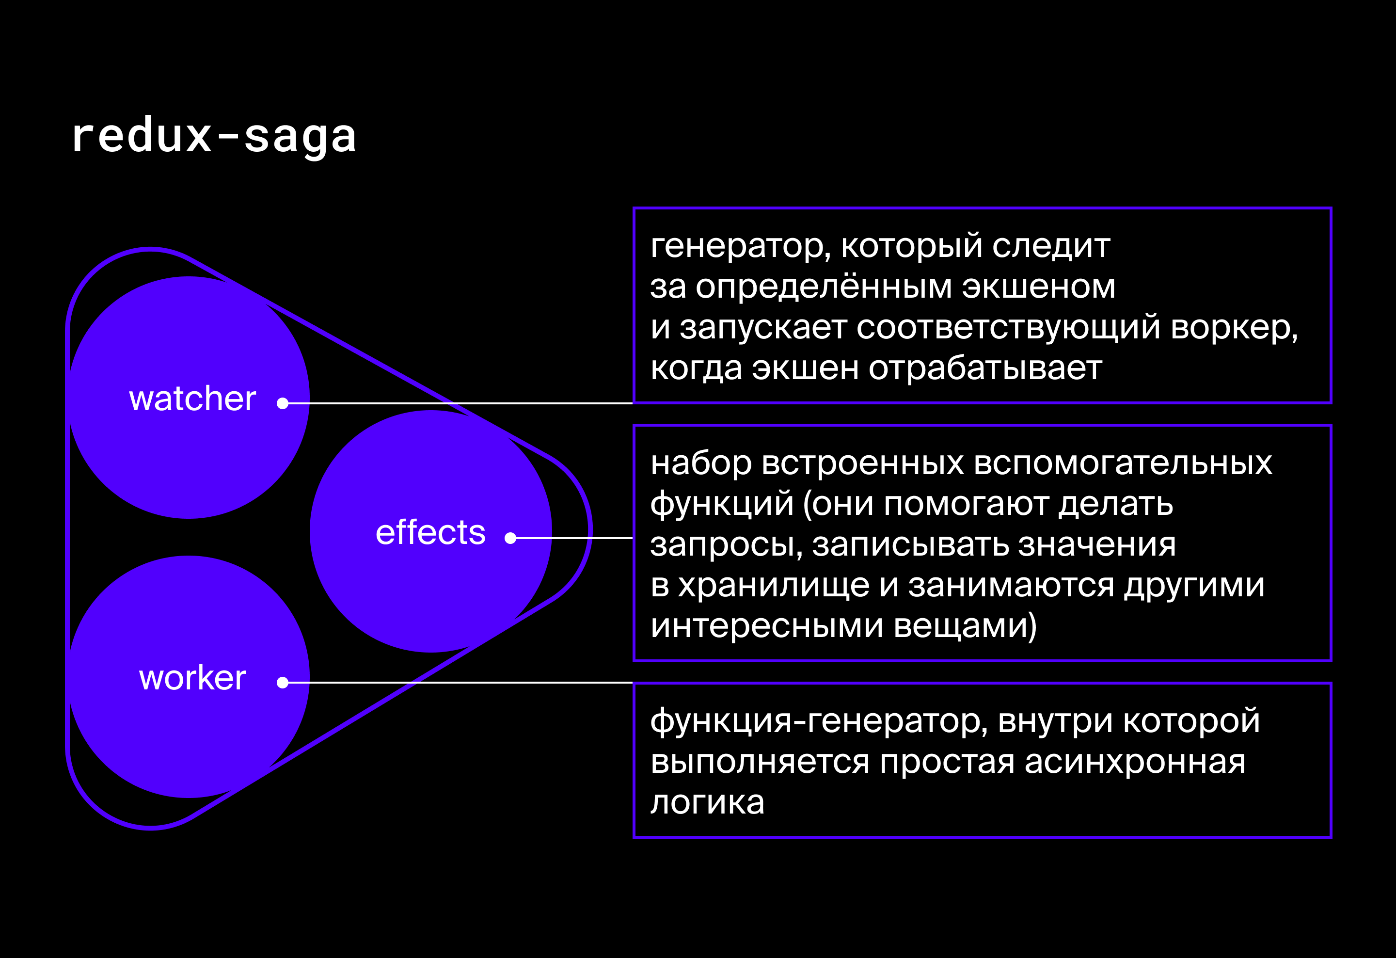 redux-saga
watcher
генератор, который следит
за определённым экшеном
и запускает соответствующий воркер,
когда экшен отрабатывает
effects
набор встроенных вспомогательных
функций (они помогают делать
запросы, записывать значения
в хранилище и занимаются другими
интересными вещами)
worker
функция-генератор, внутри которой
выполняется простая асинхронная
логика